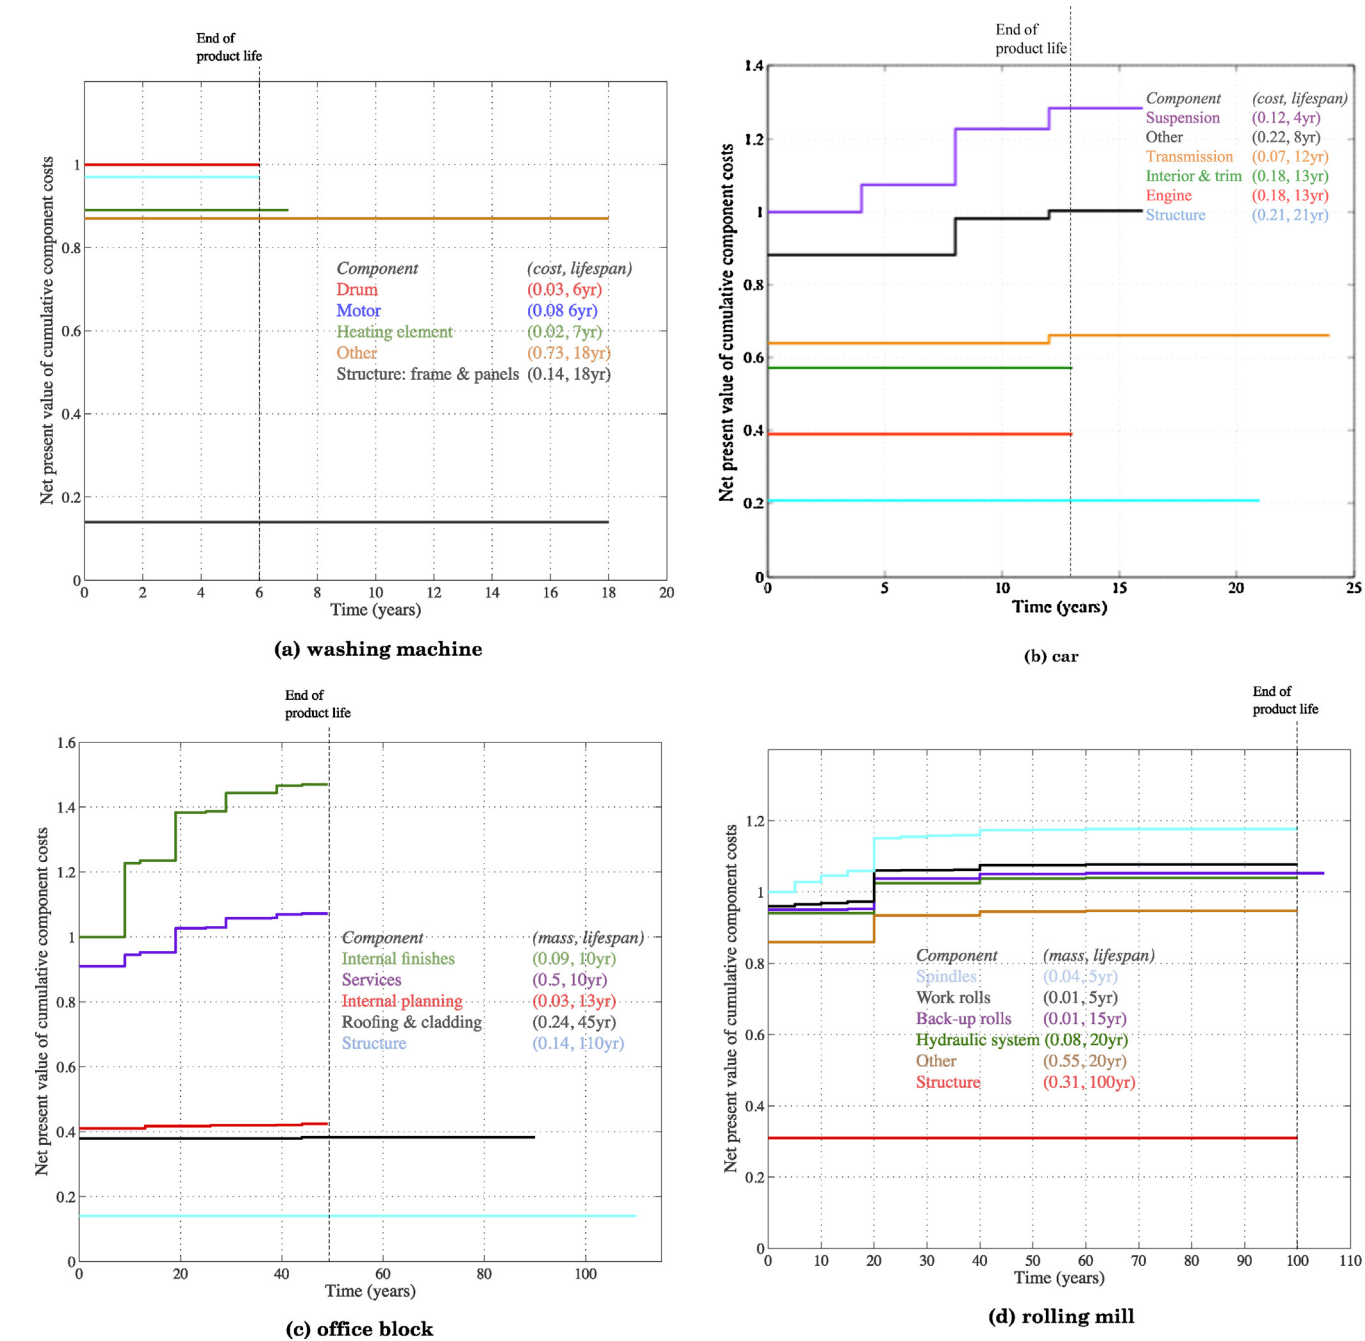 End of
product life
Net present value of cumulative component costs
1
0.8
0.6
0.4
0.2
0
Component (cost, lifespan)
Drum (0.03, 6yr)
Motor (0.08 6yr)
Heating element (0.02, 7yr)
Other (0.73, 18yr)
Structure: frame & panels (0.14, 18yr)
0 2 4 6 8 10 12 14 16 18 20
Time (years)
(a) washing machine
End of
product life
Net present value of cumulative component costs
1.4
1.2
1
0.8
0.6
0.4
0.2
0
Component (cost, lifespan)
Suspension (0.12, 4yr)
Other (0.22, 8yr)
Transmission (0.07, 12yr)
Interior & trim (0.18, 13yr)
Engine (0.18, 13yr)
Structure (0.21, 21yr)
0 5 10 15 20 25
Time (years)
(b) car
End of
product life
Net present value of cumulative component costs
1.6
1.4
1.2
1
0.8
0.6
0.4
0.2
0
Component (mass, lifespan)
Internal finishes (0.09, 10yr)
Services (0.5, 10yr)
Internal planning (0.03, 13yr)
Roofing & cladding (0.24, 45yr)
Structure (0.14, 110yr)
0 20 40 60 80 100
Time (years)
(c) office block
End of
product life
Net present value of cumulative component costs
1.2
1
0.8
0.6
0.4
0.2
0
Component (mass, lifespan)
Spindles (0.04, 5yr)
Work rolls (0.01, 5yr)
Back-up rolls (0.01, 15yr)
Hydraulic system (0.08, 20yr)
Other (0.55, 20yr)
Structure (0.31, 100yr)
0 10 20 30 40 50 60 70 80 90 100 110
Time (years)
(d) rolling mill